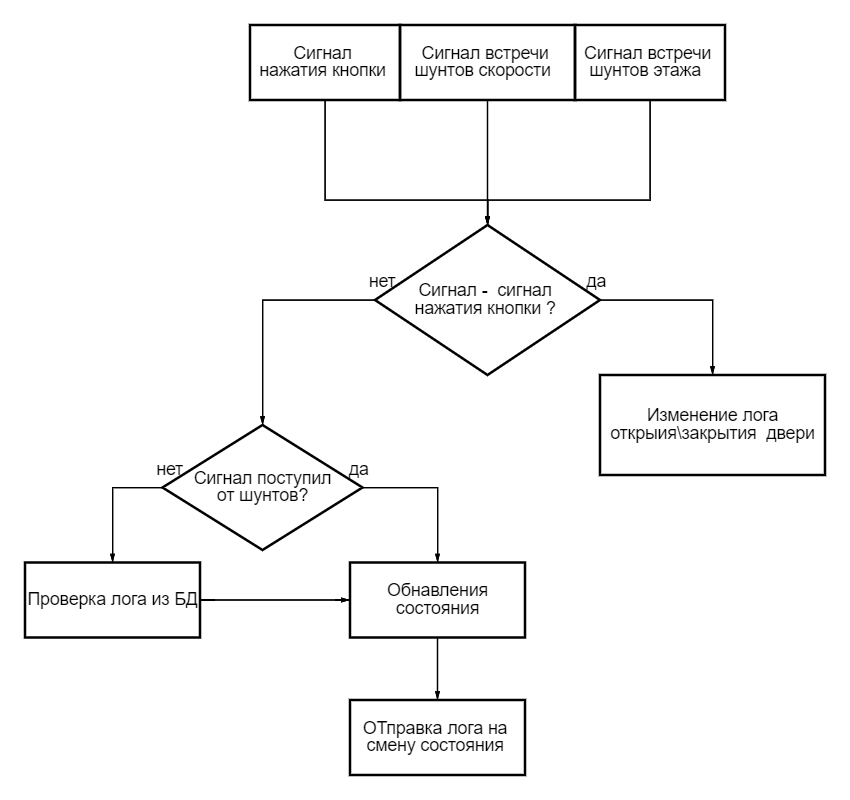 Сигнал
нажатия кнопки
Сигнал встречи
шунтов скорости
Сигнал встречи
шунтов этажа
нет
да
Сигнал - сигнал
нажатия кнопки ?
Изменение лога
открыия\закрытия двери
нет
да
Сигнал поступил
от шунтов?
Проверка лога из БД
Обнавления
состояния
ОТправка лога на
смену состояния